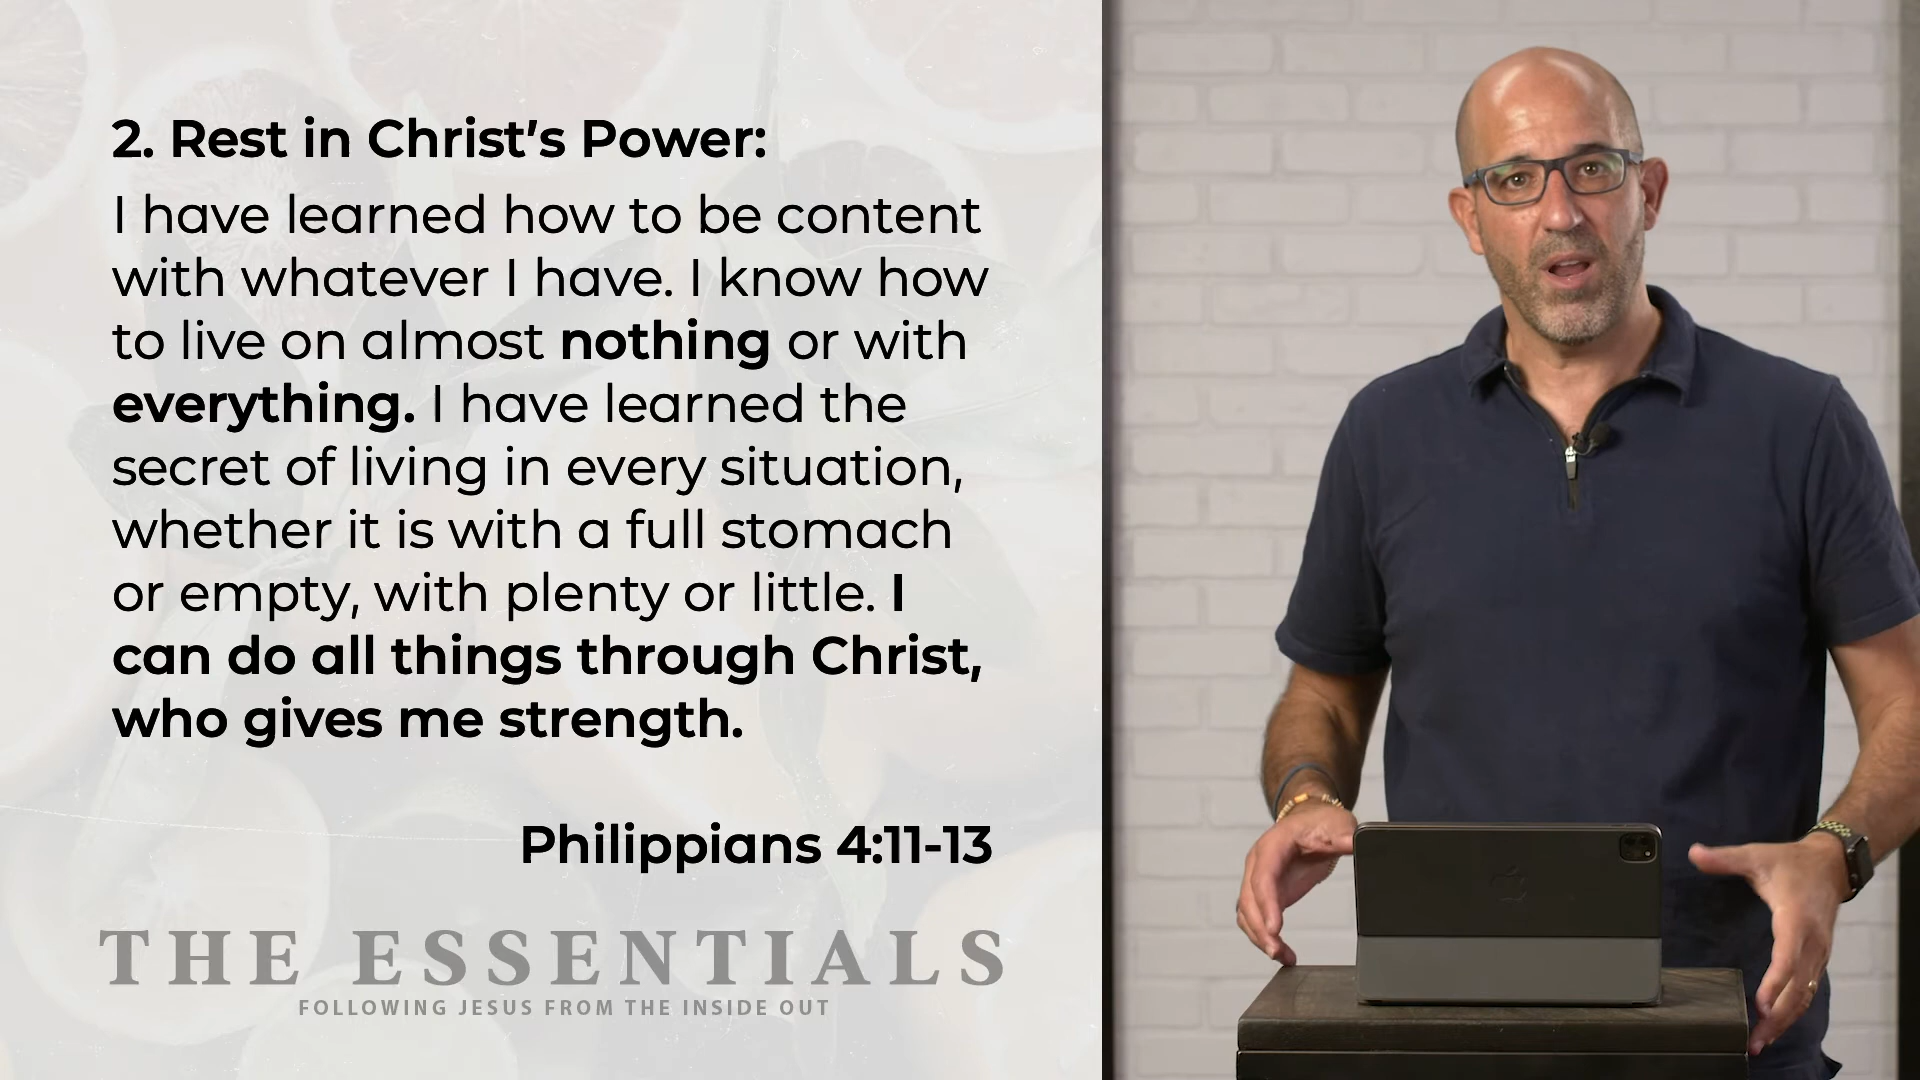 2. Rest in Christ's Power:
I have learned how to be content
with whatever I have. I know how
to live on almost nothing or with
everything. I have learned the
secret of living in every situation,
whether it is with a full stomach
or empty, with plenty or little. I
can do all things through Christ,
who gives me strength.
Philippians 4:11-13
THE ESSENTIALS
FOLLOWING JESUS FROM THE INSIDE OUT